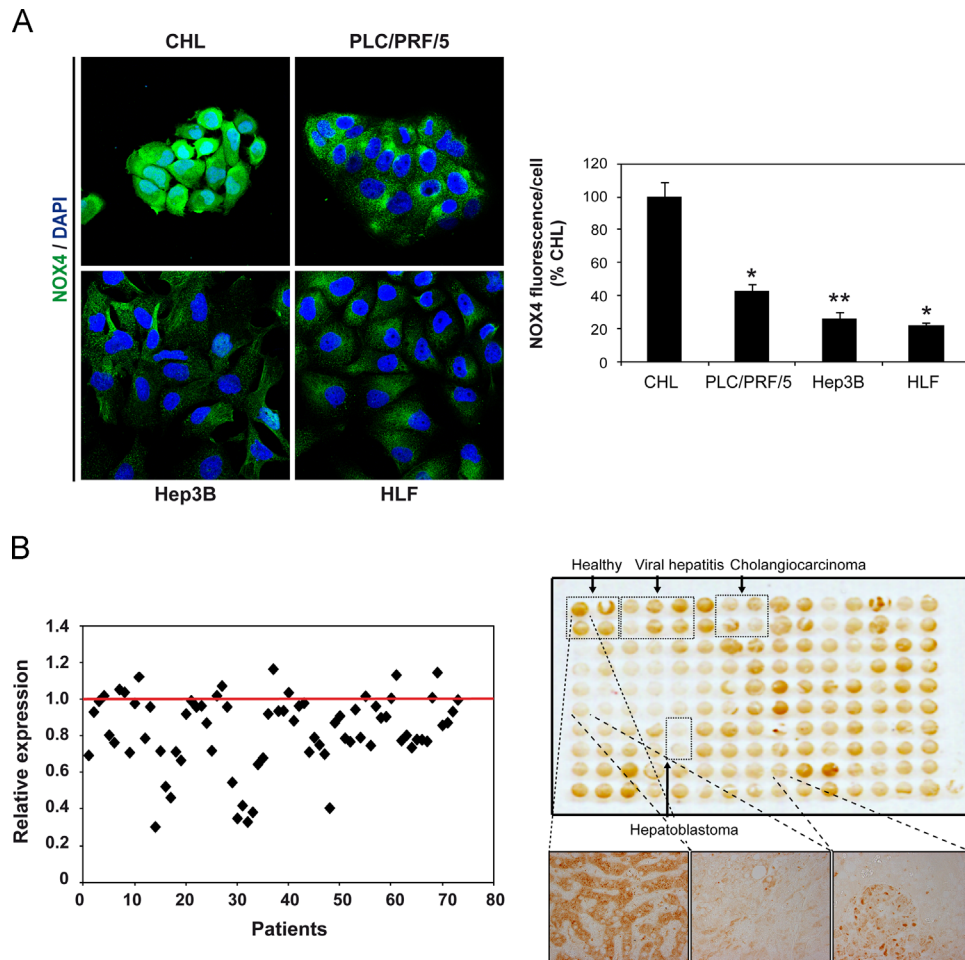 A
CHL
PLC/PRF/5
NOX4 / DAPI
Hep3B
HLF
NOX4 fluorescence/cell
(% CHL)
120
100
80
60
40
20
0
*
**
*
CHL
PLC/PRF/5
Hep3B
HLF
B
Relative expression
1.4
1.2
1.0
0.8
0.6
0.4
0.2
0
0
10
20
30
40
50
60
70
80
Patients
Healthy
Viral hepatitis
Cholangiocarcinoma
Hepatoblastoma